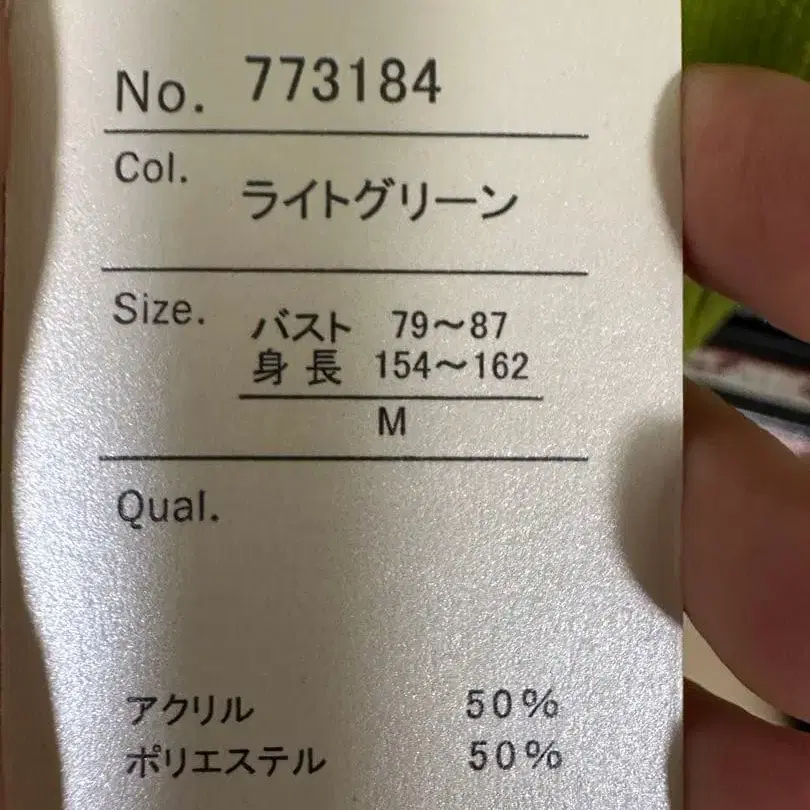 No. 773184
Col. ライトグリーン
Size. バスト 79～87
身長 154～162
M
Qual.
アクリル 50%
ポリエステル 50%